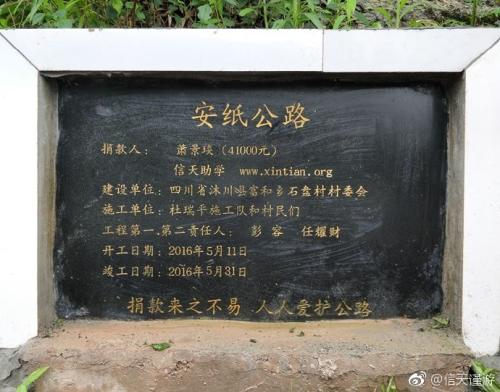 安纸公路
捐款人： 萧景琰（41000元）
信天助学 www.xintian.org
建设单位：四川省沐川县富和乡石盘村村委会
施工单位：杜瑞平施工队和村民们
工程第一、第二责任人：彭容 任耀财
开工日期：2016年5月11日
竣工日期：2016年5月31日
捐款来之不易 人人爱护公路
@信天谨游